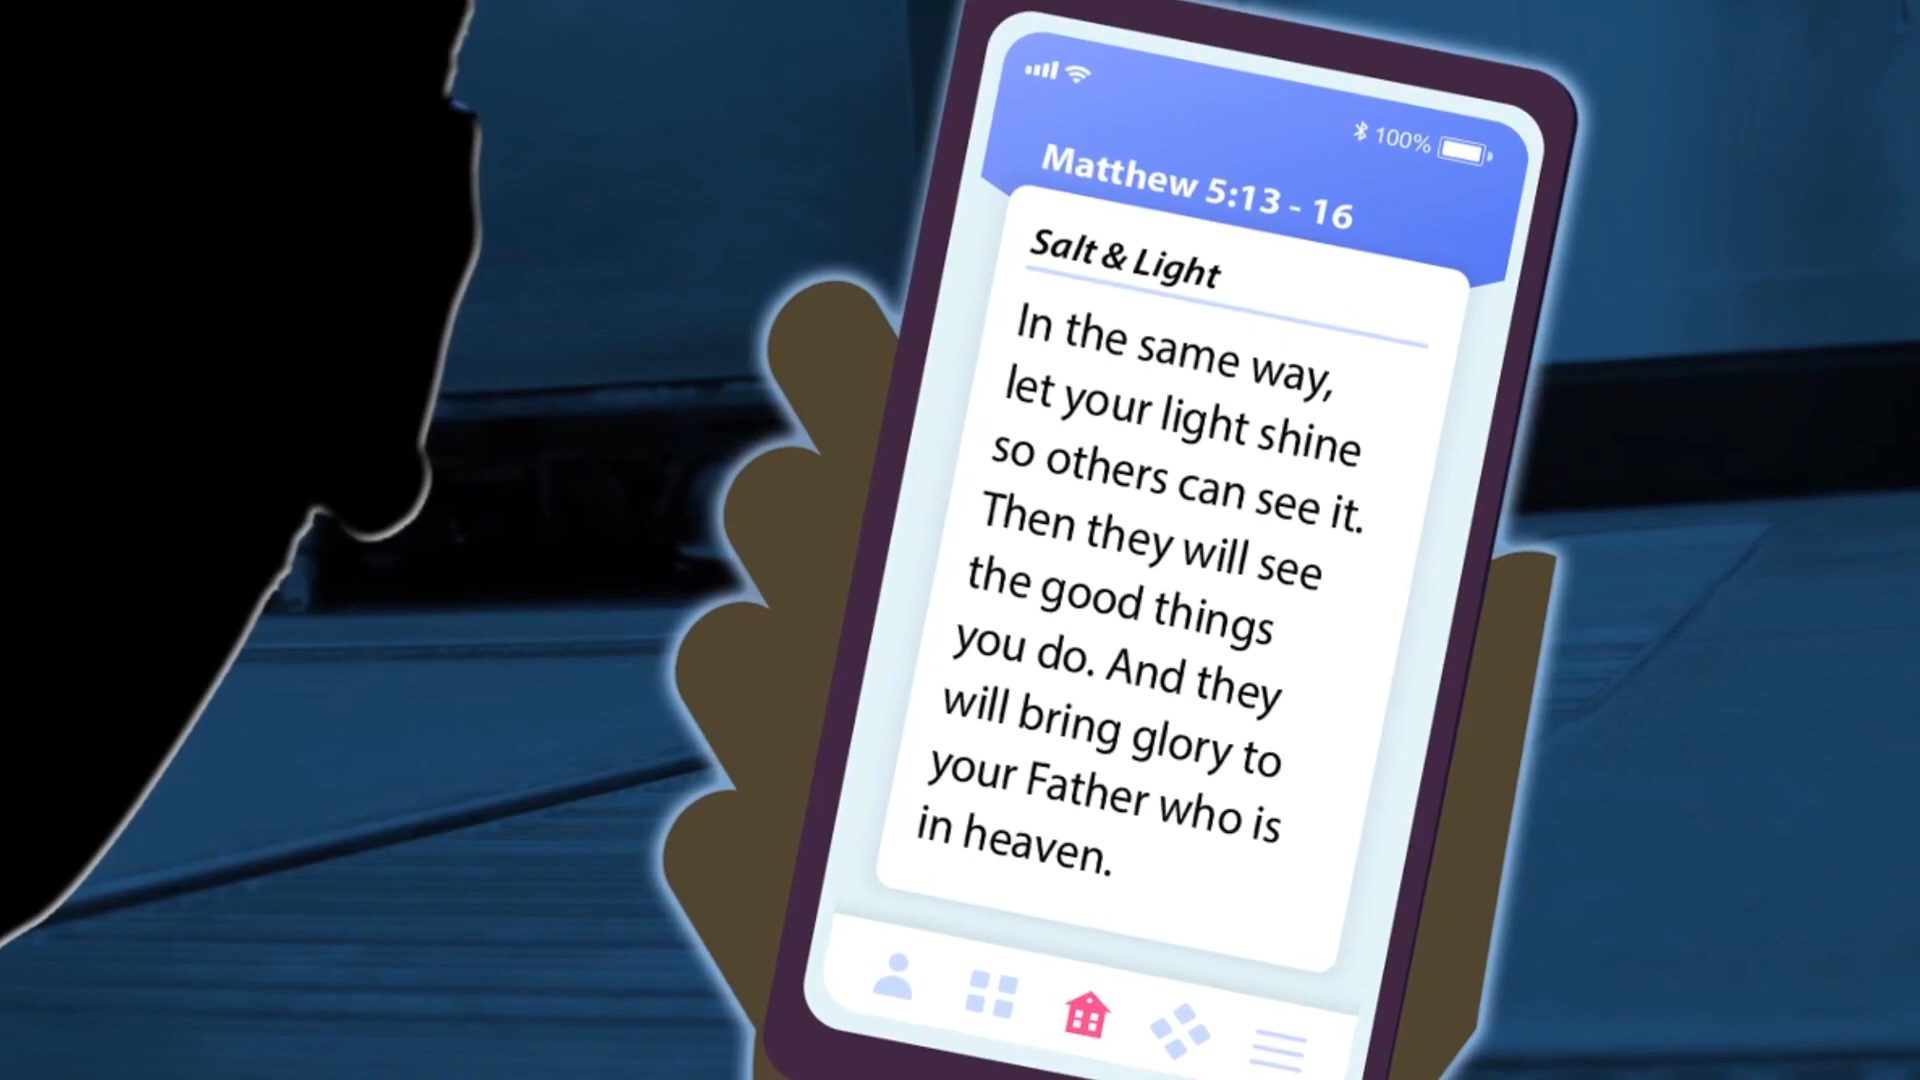 100%
Matthew 5:13 - 16
Salt & Light
In the same way,
let your light shine
so others can see it.
Then they will see
the good things
you do. And they
will bring glory to
your Father who is
in heaven.